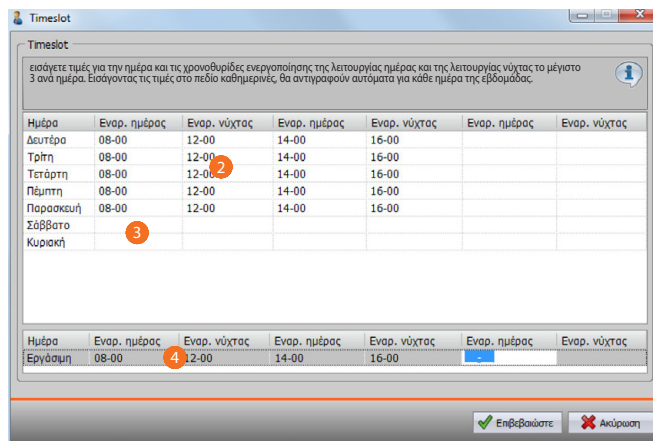 Timeslot
Timeslot
εισάγετε τιμές για την ημέρα και τις χρονοθυρίδες ενεργοποίησης της λειτουργίας ημέρας και της λειτουργίας νύχτας το μέγιστο
3 ανά ημέρα. Εισάγοντας τις τιμές στο πεδίο καθημερινές, θα αντιγραφούν αυτόματα για κάθε ημέρα της εβδομάδας.
Ημέρα Εναρ. ημέρας Εναρ. νύχτας Εναρ. ημέρας Εναρ. νύχτας Εναρ. ημέρας Εναρ. νύχτας
Δευτέρα 08-00 12-00 14-00 16-00
Τρίτη 08-00 12-00 14-00 16-00
2
Τετάρτη 08-00 12-00 14-00 16-00
Πέμπτη 08-00 12-00 14-00 16-00
Παρασκευή 08-00 12-00 14-00 16-00
Σάββατο
3
Κυριακή
Ημέρα Εναρ. ημέρας Εναρ. νύχτας Εναρ. ημέρας Εναρ. νύχτας Εναρ. ημέρας Εναρ. νύχτας
Εργάσιμη 08-00 4 12-00 14-00 16-00 -
Επιβεβαιώστε Ακύρωση